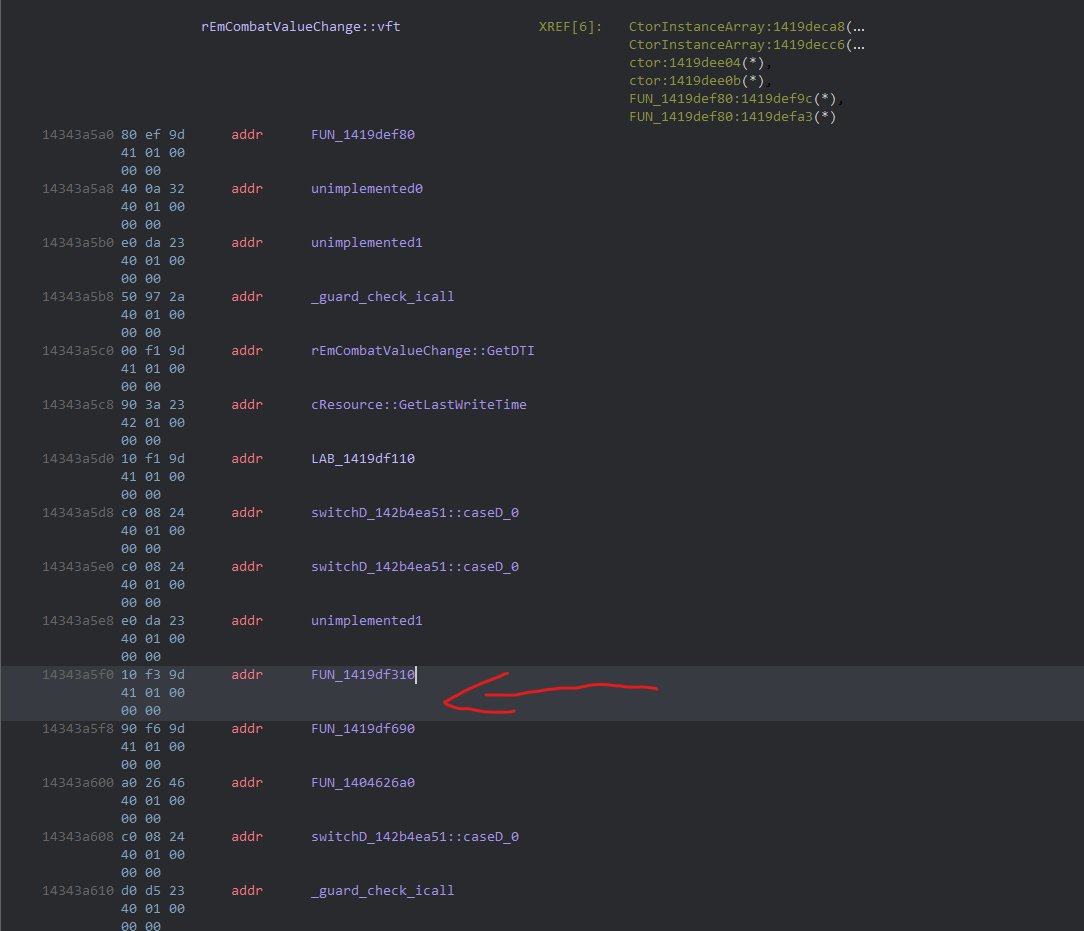 rEmCombatValueChange::vft XREF[6]: CtorInstanceArray:1419deca8(...
CtorInstanceArray:1419decc6(...
ctor:1419dee04(*),
ctor:1419dee0b(*),
FUN_1419def80:1419def9c(*),
FUN_1419def80:1419defa3(*)
14343a5a0 80 ef 9d addr FUN_1419def80
41 01 00
00 00
14343a5a8 40 0a 32 addr unimplemented0
40 01 00
00 00
14343a5b0 e0 da 23 addr unimplemented1
40 01 00
00 00
14343a5b8 50 97 2a addr _guard_check_icall
40 01 00
00 00
14343a5c0 00 f1 9d addr rEmCombatValueChange::GetDTI
41 01 00
00 00
14343a5c8 90 3a 23 addr cResource::GetLastWriteTime
42 01 00
00 00
14343a5d0 10 f1 9d addr LAB_1419df110
41 01 00
00 00
14343a5d8 c0 08 24 addr switchD_142b4ea51::caseD_0
40 01 00
00 00
14343a5e0 c0 08 24 addr switchD_142b4ea51::caseD_0
40 01 00
00 00
14343a5e8 e0 da 23 addr unimplemented1
40 01 00
00 00
14343a5f0 10 f3 9d addr FUN_1419df310
41 01 00
00 00
14343a5f8 90 f6 9d addr FUN_1419df690
41 01 00
00 00
14343a600 a0 26 46 addr FUN_1404626a0
40 01 00
00 00
14343a608 c0 08 24 addr switchD_142b4ea51::caseD_0
40 01 00
00 00
14343a610 d0 d5 23 addr _guard_check_icall
40 01 00
00 00